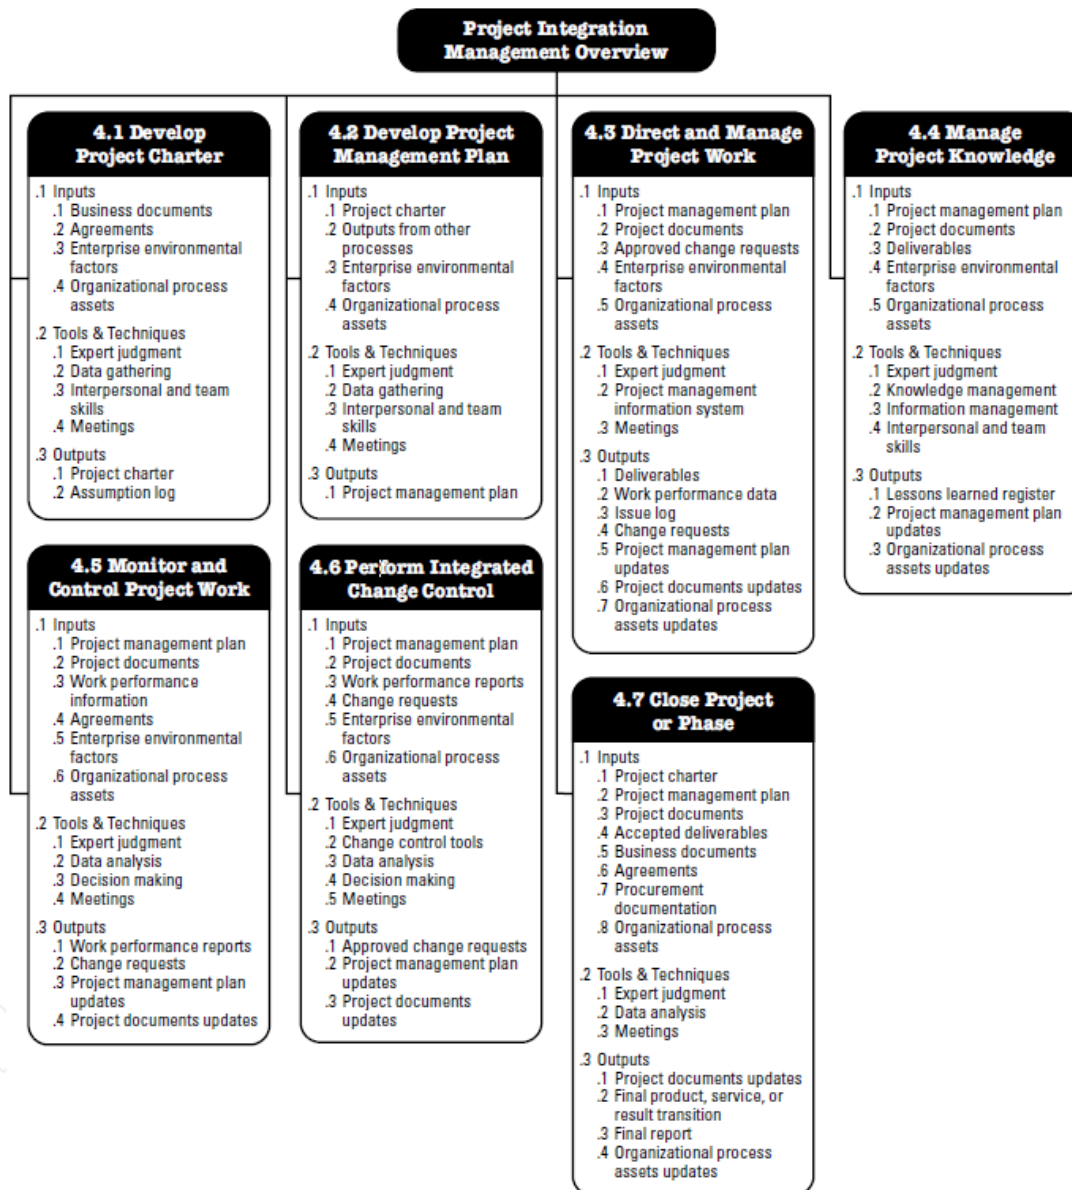 Project Integration
Management Overview
4.1 Develop
Project Charter
.1 Inputs
.1 Business documents
.2 Agreements
.3 Enterprise environmental
factors
.4 Organizational process
assets
.2 Tools & Techniques
.1 Expert judgment
.2 Data gathering
.3 Interpersonal and team
skills
.4 Meetings
.3 Outputs
.1 Project charter
.2 Assumption log
4.2 Develop Project
Management Plan
.1 Inputs
.1 Project charter
.2 Outputs from other
processes
.3 Enterprise environmental
factors
.4 Organizational process
assets
.2 Tools & Techniques
.1 Expert judgment
.2 Data gathering
.3 Interpersonal and team
skills
.4 Meetings
.3 Outputs
.1 Project management plan
4.3 Direct and Manage
Project Work
.1 Inputs
.1 Project management plan
.2 Project documents
.3 Approved change requests
.4 Enterprise environmental
factors
.5 Organizational process
assets
.2 Tools & Techniques
.1 Expert judgment
.2 Project management
information system
.3 Meetings
.3 Outputs
.1 Deliverables
.2 Work performance data
.3 Issue log
.4 Change requests
.5 Project management plan
updates
.6 Project documents updates
.7 Organizational process
assets updates
4.4 Manage
Project Knowledge
.1 Inputs
.1 Project management plan
.2 Project documents
.3 Deliverables
.4 Enterprise environmental
factors
.5 Organizational process
assets
.2 Tools & Techniques
.1 Expert judgment
.2 Knowledge management
.3 Information management
.4 Interpersonal and team
skills
.3 Outputs
.1 Lessons learned register
.2 Project management plan
updates
.3 Organizational process
assets updates
4.5 Monitor and
Control Project Work
.1 Inputs
.1 Project management plan
.2 Project documents
.3 Work performance
information
.4 Agreements
.5 Enterprise environmental
factors
.6 Organizational process
assets
.2 Tools & Techniques
.1 Expert judgment
.2 Data analysis
.3 Decision making
.4 Meetings
.3 Outputs
.1 Work performance reports
.2 Change requests
.3 Project management plan
updates
.4 Project documents updates
4.6 Perform Integrated
Change Control
.1 Inputs
.1 Project management plan
.2 Project documents
.3 Work performance reports
.4 Change requests
.5 Enterprise environmental
factors
.6 Organizational process
assets
.2 Tools & Techniques
.1 Expert judgment
.2 Change control tools
.3 Data analysis
.4 Decision making
.5 Meetings
.3 Outputs
.1 Approved change requests
.2 Project management plan
updates
.3 Project documents
updates
4.7 Close Project
or Phase
.1 Inputs
.1 Project charter
.2 Project management plan
.3 Project documents
.4 Accepted deliverables
.5 Business documents
.6 Agreements
.7 Procurement
documentation
.8 Organizational process
assets
.2 Tools & Techniques
.1 Expert judgment
.2 Data analysis
.3 Meetings
.3 Outputs
.1 Project documents updates
.2 Final product, service, or
result transition
.3 Final report
.4 Organizational process
assets updates